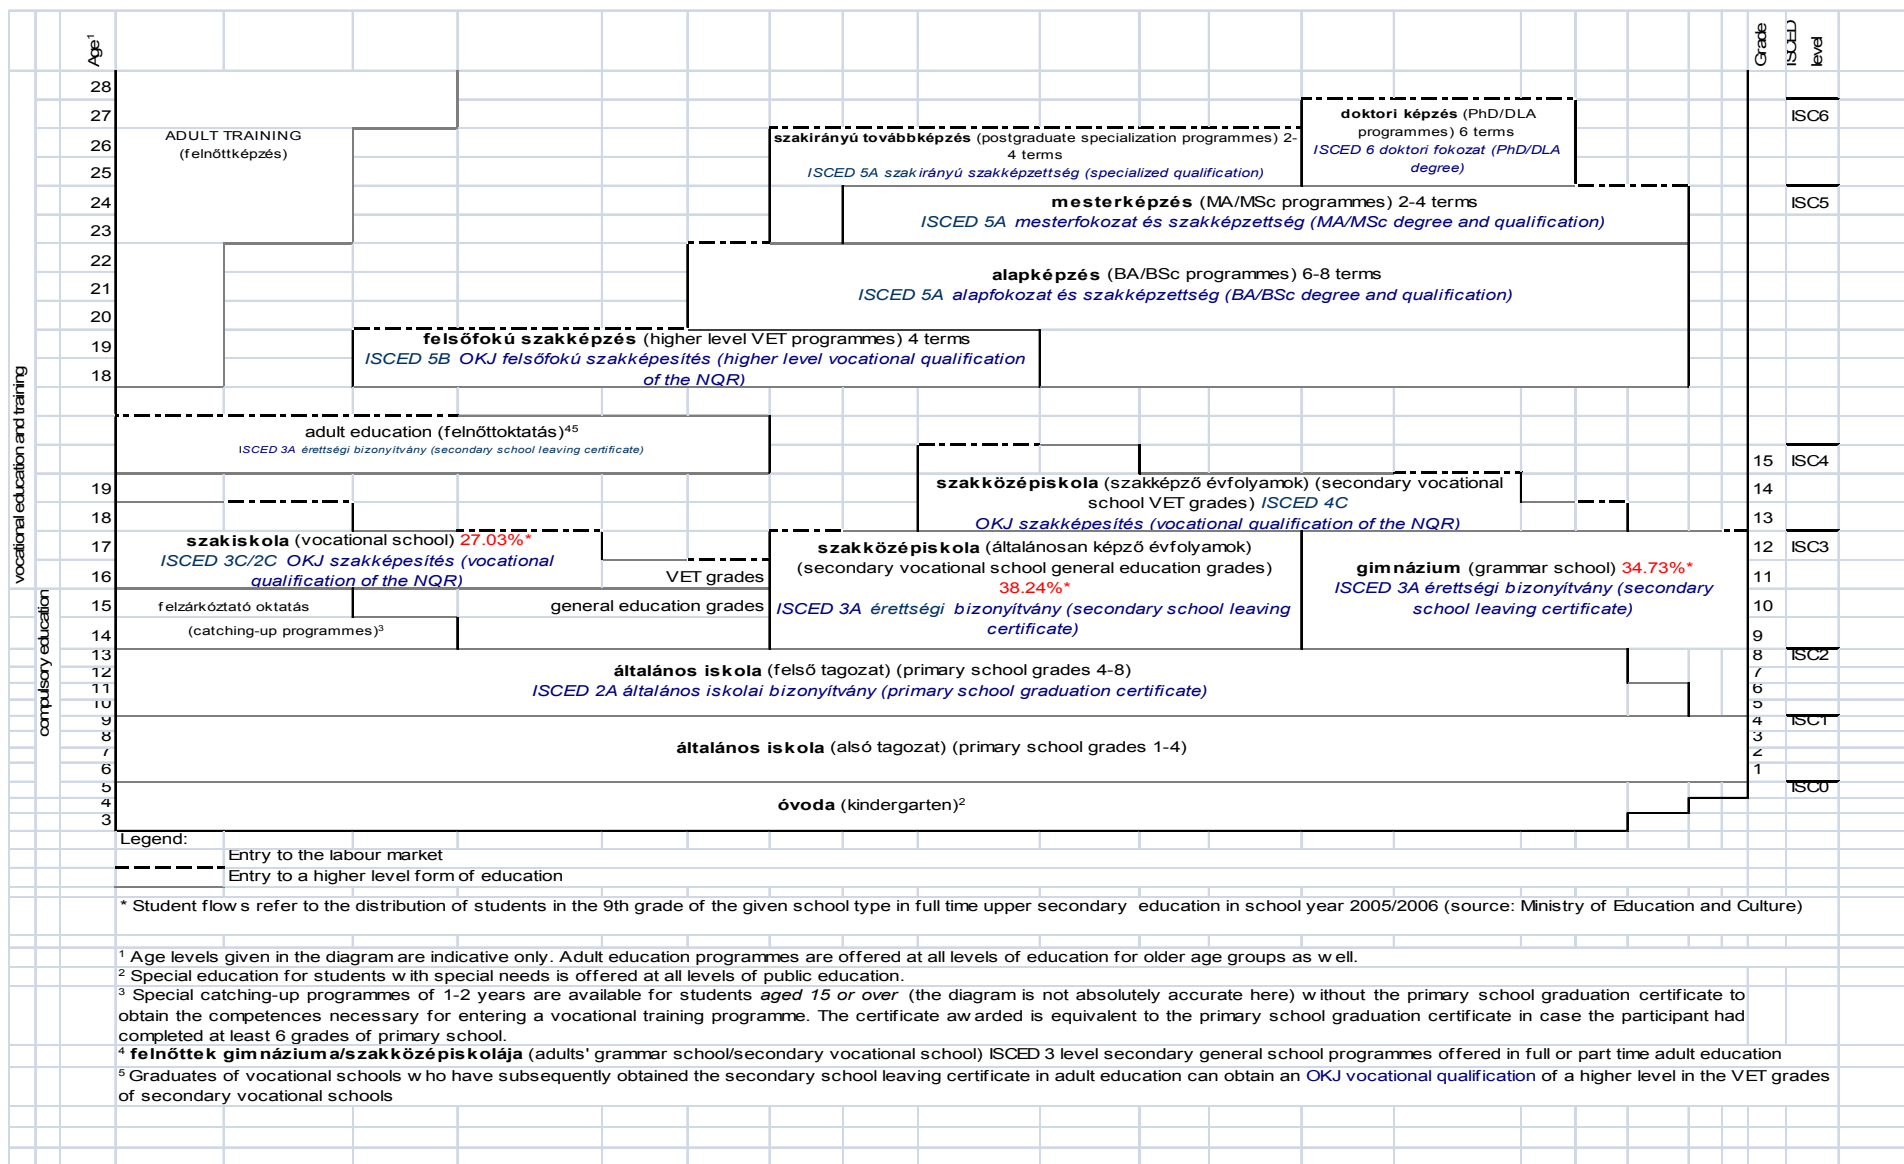 Age¹
Grade
ISCED level
28
27
26
25
24
23
22
21
20
19
18
19
18
17
16
15
14
13
12
11
10
9
8
7
6
5
4
3
vocational education and training
compulsory education
ADULT TRAINING
(felnőttképzés)
doktori képzés (PhD/DLA
programmes) 6 terms
ISCED 6 doktori fokozat (PhD/DLA
degree)
szakirányú továbbképzés (postgraduate specialization programmes) 2-
4 terms
ISCED 5A szakirányú szakképzettség (specialized qualification)
mesterképzés (MA/MSc programmes) 2-4 terms
ISCED 5A mesterfokozat és szakképzettség (MA/MSc degree and qualification)
alapképzés (BA/BSc programmes) 6-8 terms
ISCED 5A alapfokozat és szakképzettség (BA/BSc degree and qualification)
felsőfokú szakképzés (higher level VET programmes) 4 terms
ISCED 5B OKJ felsőfokú szakképesítés (higher level vocational qualification
of the NQR)
adult education (felnőttoktatás)⁴⁵
ISCED 3A érettségi bizonyítvány (secondary school leaving certificate)
szakközépiskola (szakképző évfolyamok) (secondary vocational
school VET grades) ISCED 4C
OKJ szakképesítés (vocational qualification of the NQR)
szakiskola (vocational school) 27.03%*
ISCED 3C/2C OKJ szakképesítés (vocational
qualification of the NQR)
VET grades
general education grades
felzárkóztató oktatás
(catching-up programmes)³
szakközépiskola (általánosan képző évfolyamok)
(secondary vocational school general education grades)
38.24%*
ISCED 3A érettségi bizonyítvány (secondary school leaving
certificate)
gimnázium (grammar school) 34.73%*
ISCED 3A érettségi bizonyítvány (secondary
school leaving certificate)
általános iskola (felső tagozat) (primary school grades 4-8)
ISCED 2A általános iskolai bizonyítvány (primary school graduation certificate)
általános iskola (alsó tagozat) (primary school grades 1-4)
óvoda (kindergarten)²
15
14
13
12
11
10
9
8
7
6
5
4
3
2
1
ISC6
ISC5
ISC4
ISC3
ISC2
ISC1
ISC0
Legend:
Entry to the labour market
Entry to a higher level form of education
* Student flows refer to the distribution of students in the 9th grade of the given school type in full time upper secondary education in school year 2005/2006 (source: Ministry of Education and Culture)
¹ Age levels given in the diagram are indicative only. Adult education programmes are offered at all levels of education for older age groups as well.
² Special education for students with special needs is offered at all levels of public education.
³ Special catching-up programmes of 1-2 years are available for students aged 15 or over (the diagram is not absolutely accurate here) without the primary school graduation certificate to
obtain the competences necessary for entering a vocational training programme. The certificate awarded is equivalent to the primary school graduation certificate in case the participant had
completed at least 6 grades of primary school.
⁴ felnőttek gimnáziuma/szakközépiskolája (adults' grammar school/secondary vocational school) ISCED 3 level secondary general school programmes offered in full or part time adult education
⁵ Graduates of vocational schools who have subsequently obtained the secondary school leaving certificate in adult education can obtain an OKJ vocational qualification of a higher level in the VET grades
of secondary vocational schools